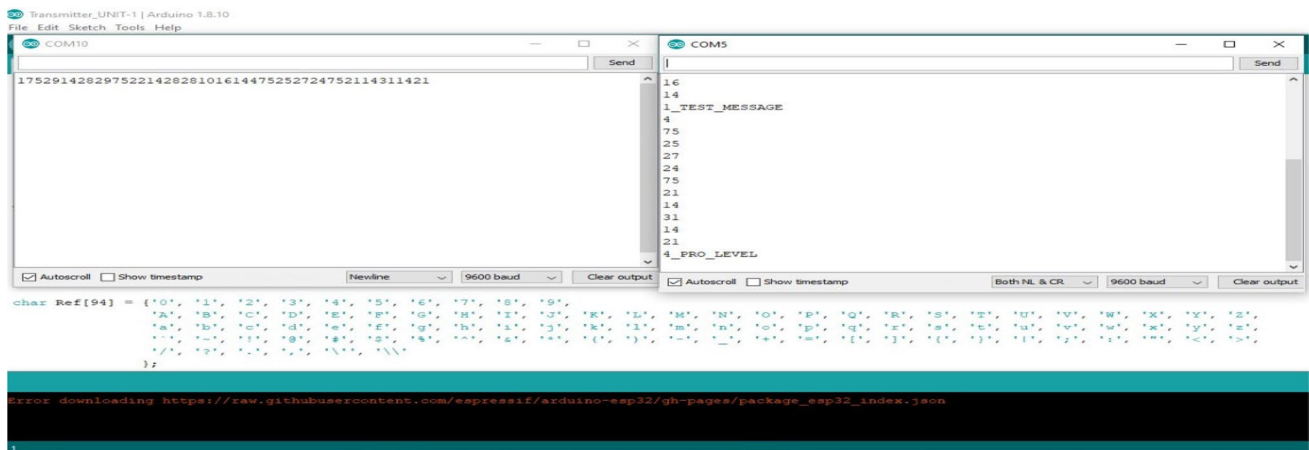 Transmitter_UNIT-1 | Arduino 1.8.10
File Edit Sketch Tools Help
COM10
Send
175291428297522142828101614475252724752114311421
Autoscroll Show timestamp Newline 9600 baud Clear output
COM5
Send
16
14
1_TEST_MESSAGE
4
75
25
27
24
75
21
14
31
14
21
4_PRO_LEVEL
Autoscroll Show timestamp Both NL & CR 9600 baud Clear output
char Ref[94] = {'0', '1', '2', '3', '4', '5', '6', '7', '8', '9',
'A', 'B', 'C', 'D', 'E', 'F', 'G', 'H', 'I', 'J', 'K', 'L', 'M', 'N', 'O', 'P', 'Q', 'R', 'S', 'T', 'U', 'V', 'W', 'X', 'Y', 'Z',
'a', 'b', 'c', 'd', 'e', 'f', 'g', 'h', 'i', 'j', 'k', 'l', 'm', 'n', 'o', 'p', 'q', 'r', 's', 't', 'u', 'v', 'w', 'x', 'y', 'z',
'`', '~', '!', '@', '#', '$', '%', '^', '&', '*', '(', ')', '-', '_', '+', '=', '[', ']', '{', '}', '|', ';', ':', '"', '<', '>',
'/', '?', '.', ',', '\'', '\\'
};
Error downloading https://raw.githubusercontent.com/espressif/arduino-esp32/gh-pages/package_esp32_index.json
1